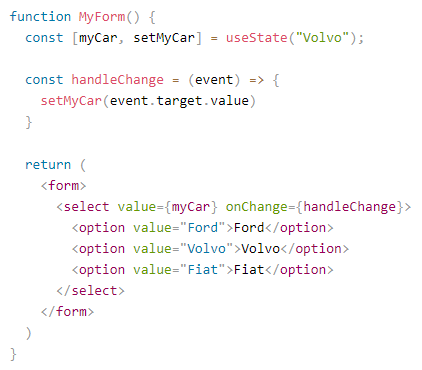 function MyForm() {
  const [myCar, setMyCar] = useState("Volvo");

  const handleChange = (event) => {
    setMyCar(event.target.value)
  }

  return (
    <form>
      <select value={myCar} onChange={handleChange}>
        <option value="Ford">Ford</option>
        <option value="Volvo">Volvo</option>
        <option value="Fiat">Fiat</option>
      </select>
    </form>
  )
}